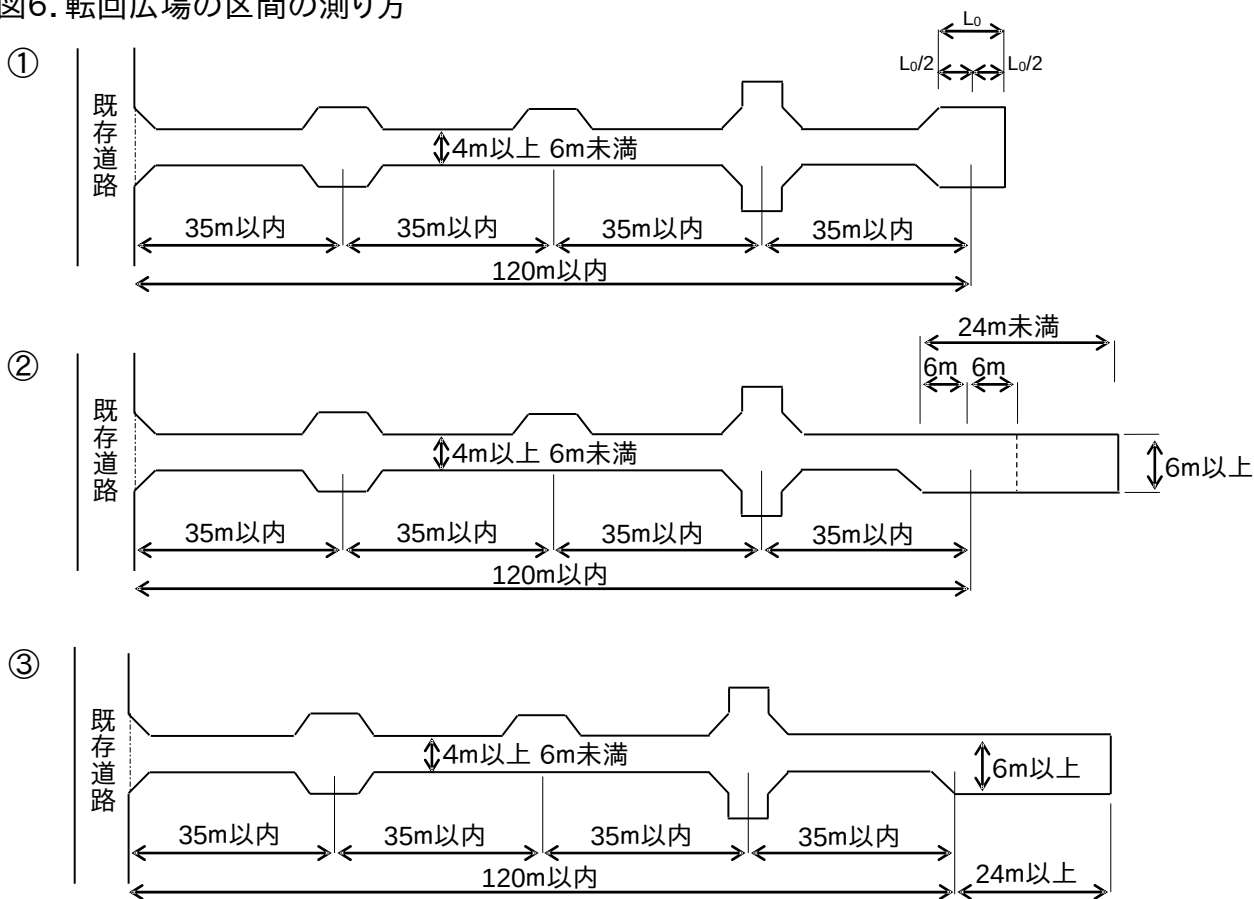 図6.転回広場の区間の測り方
①
L₀
L₀/2
L₀/2
既存道路
4m以上 6m未満
35m以内
35m以内
35m以内
35m以内
120m以内
②
24m未満
6m
6m
既存道路
4m以上 6m未満
6m以上
35m以内
35m以内
35m以内
35m以内
120m以内
③
既存道路
4m以上 6m未満
6m以上
35m以内
35m以内
35m以内
35m以内
120m以内
24m以上